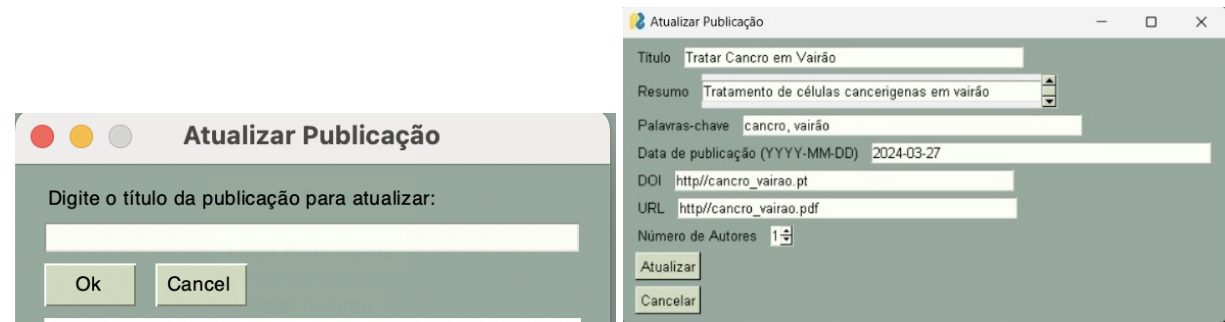 Atualizar Publicação
Digite o título da publicação para atualizar:
Ok Cancel
Atualizar Publicação
Título Tratar Cancro em Vairão
Resumo Tratamento de células cancerigenas em vairão
Palavras-chave cancro, vairão
Data de publicação (YYYY-MM-DD) 2024-03-27
DOI http//cancro_vairao.pt
URL http//cancro_vairao.pdf
Número de Autores 1
Atualizar
Cancelar